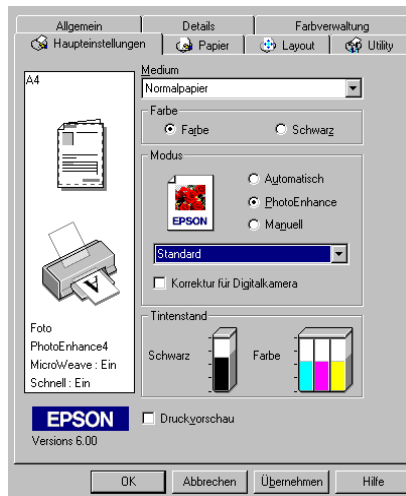 Allgemein Details Farbverwaltung
Haupteinstellungen Papier Layout Utility
A4
Medium
Normalpapier
Farbe
Farbe Schwarz
Modus
Automatisch
PhotoEnhance
Manuell
EPSON
Standard
Korrektur für Digitalkamera
Tintenstand
Schwarz Farbe
Foto
PhotoEnhance4
MicroWeave : Ein
Schnell : Ein
EPSON
Versions 6.00
Druckvorschau
OK Abbrechen Übernehmen Hilfe